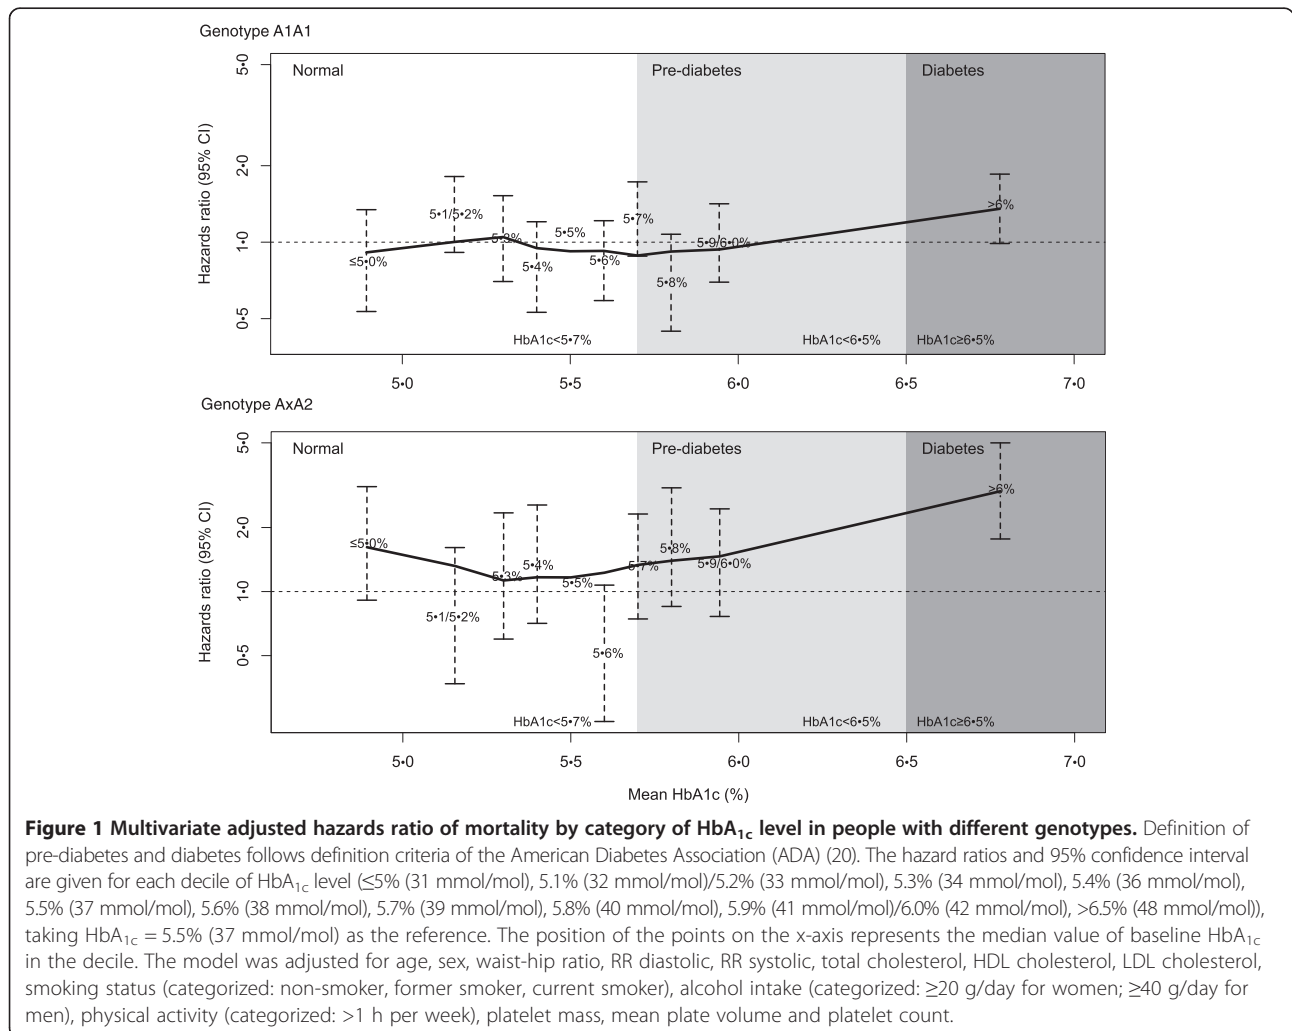 Genotype A1A1
Normal
Pre-diabetes
Diabetes
Hazards ratio (95% CI)
5•0
2•0
1•0
0•5
≤5•0%
5•1/5•2%
5•3%
5•4%
5•5%
5•6%
5•7%
5•8%
5•9/6•0%
>6%
HbA1c<5•7%
HbA1c<6•5%
HbA1c≥6•5%
5•0 5•5 6•0 6•5 7•0
Genotype AxA2
Normal
Pre-diabetes
Diabetes
Hazards ratio (95% CI)
5•0
2•0
1•0
0•5
≤5•0%
5•1/5•2%
5•3%
5•4%
5•5%
5•6%
5•7%
5•8%
5•9/6•0%
≥6%
HbA1c<5•7%
HbA1c<6•5%
HbA1c≥6•5%
5•0 5•5 6•0 6•5 7•0
Mean HbA1c (%)
Figure 1 Multivariate adjusted hazards ratio of mortality by category of HbA1c level in people with different genotypes. Definition of
pre-diabetes and diabetes follows definition criteria of the American Diabetes Association (ADA) (20). The hazard ratios and 95% confidence interval
are given for each decile of HbA1c level (≤5% (31 mmol/mol), 5.1% (32 mmol/mol)/5.2% (33 mmol/mol), 5.3% (34 mmol/mol), 5.4% (36 mmol/mol),
5.5% (37 mmol/mol), 5.6% (38 mmol/mol), 5.7% (39 mmol/mol), 5.8% (40 mmol/mol), 5.9% (41 mmol/mol)/6.0% (42 mmol/mol), >6.5% (48 mmol/mol)),
taking HbA1c = 5.5% (37 mmol/mol) as the reference. The position of the points on the x-axis represents the median value of baseline HbA1c
in the decile. The model was adjusted for age, sex, waist-hip ratio, RR diastolic, RR systolic, total cholesterol, HDL cholesterol, LDL cholesterol,
smoking status (categorized: non-smoker, former smoker, current smoker), alcohol intake (categorized: ≥20 g/day for women; ≥40 g/day for
men), physical activity (categorized: >1 h per week), platelet mass, mean plate volume and platelet count.